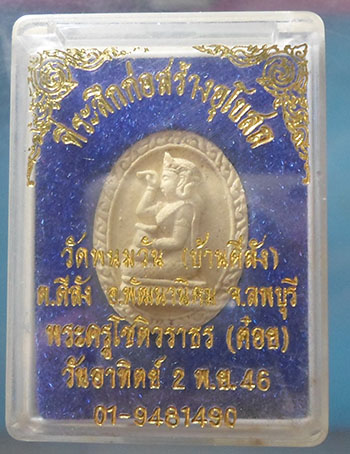 ที่ระลึกก่อสร้างอุโบสถ
วัดพนมวัน (บ้านดีลัง)
ต.ดีลัง อ.พัฒนานิคม จ.ลพบุรี
พระครูโชติวราธร (ต๋อย)
วันอาทิตย์ 2 พ.ย. 46
01-9481490